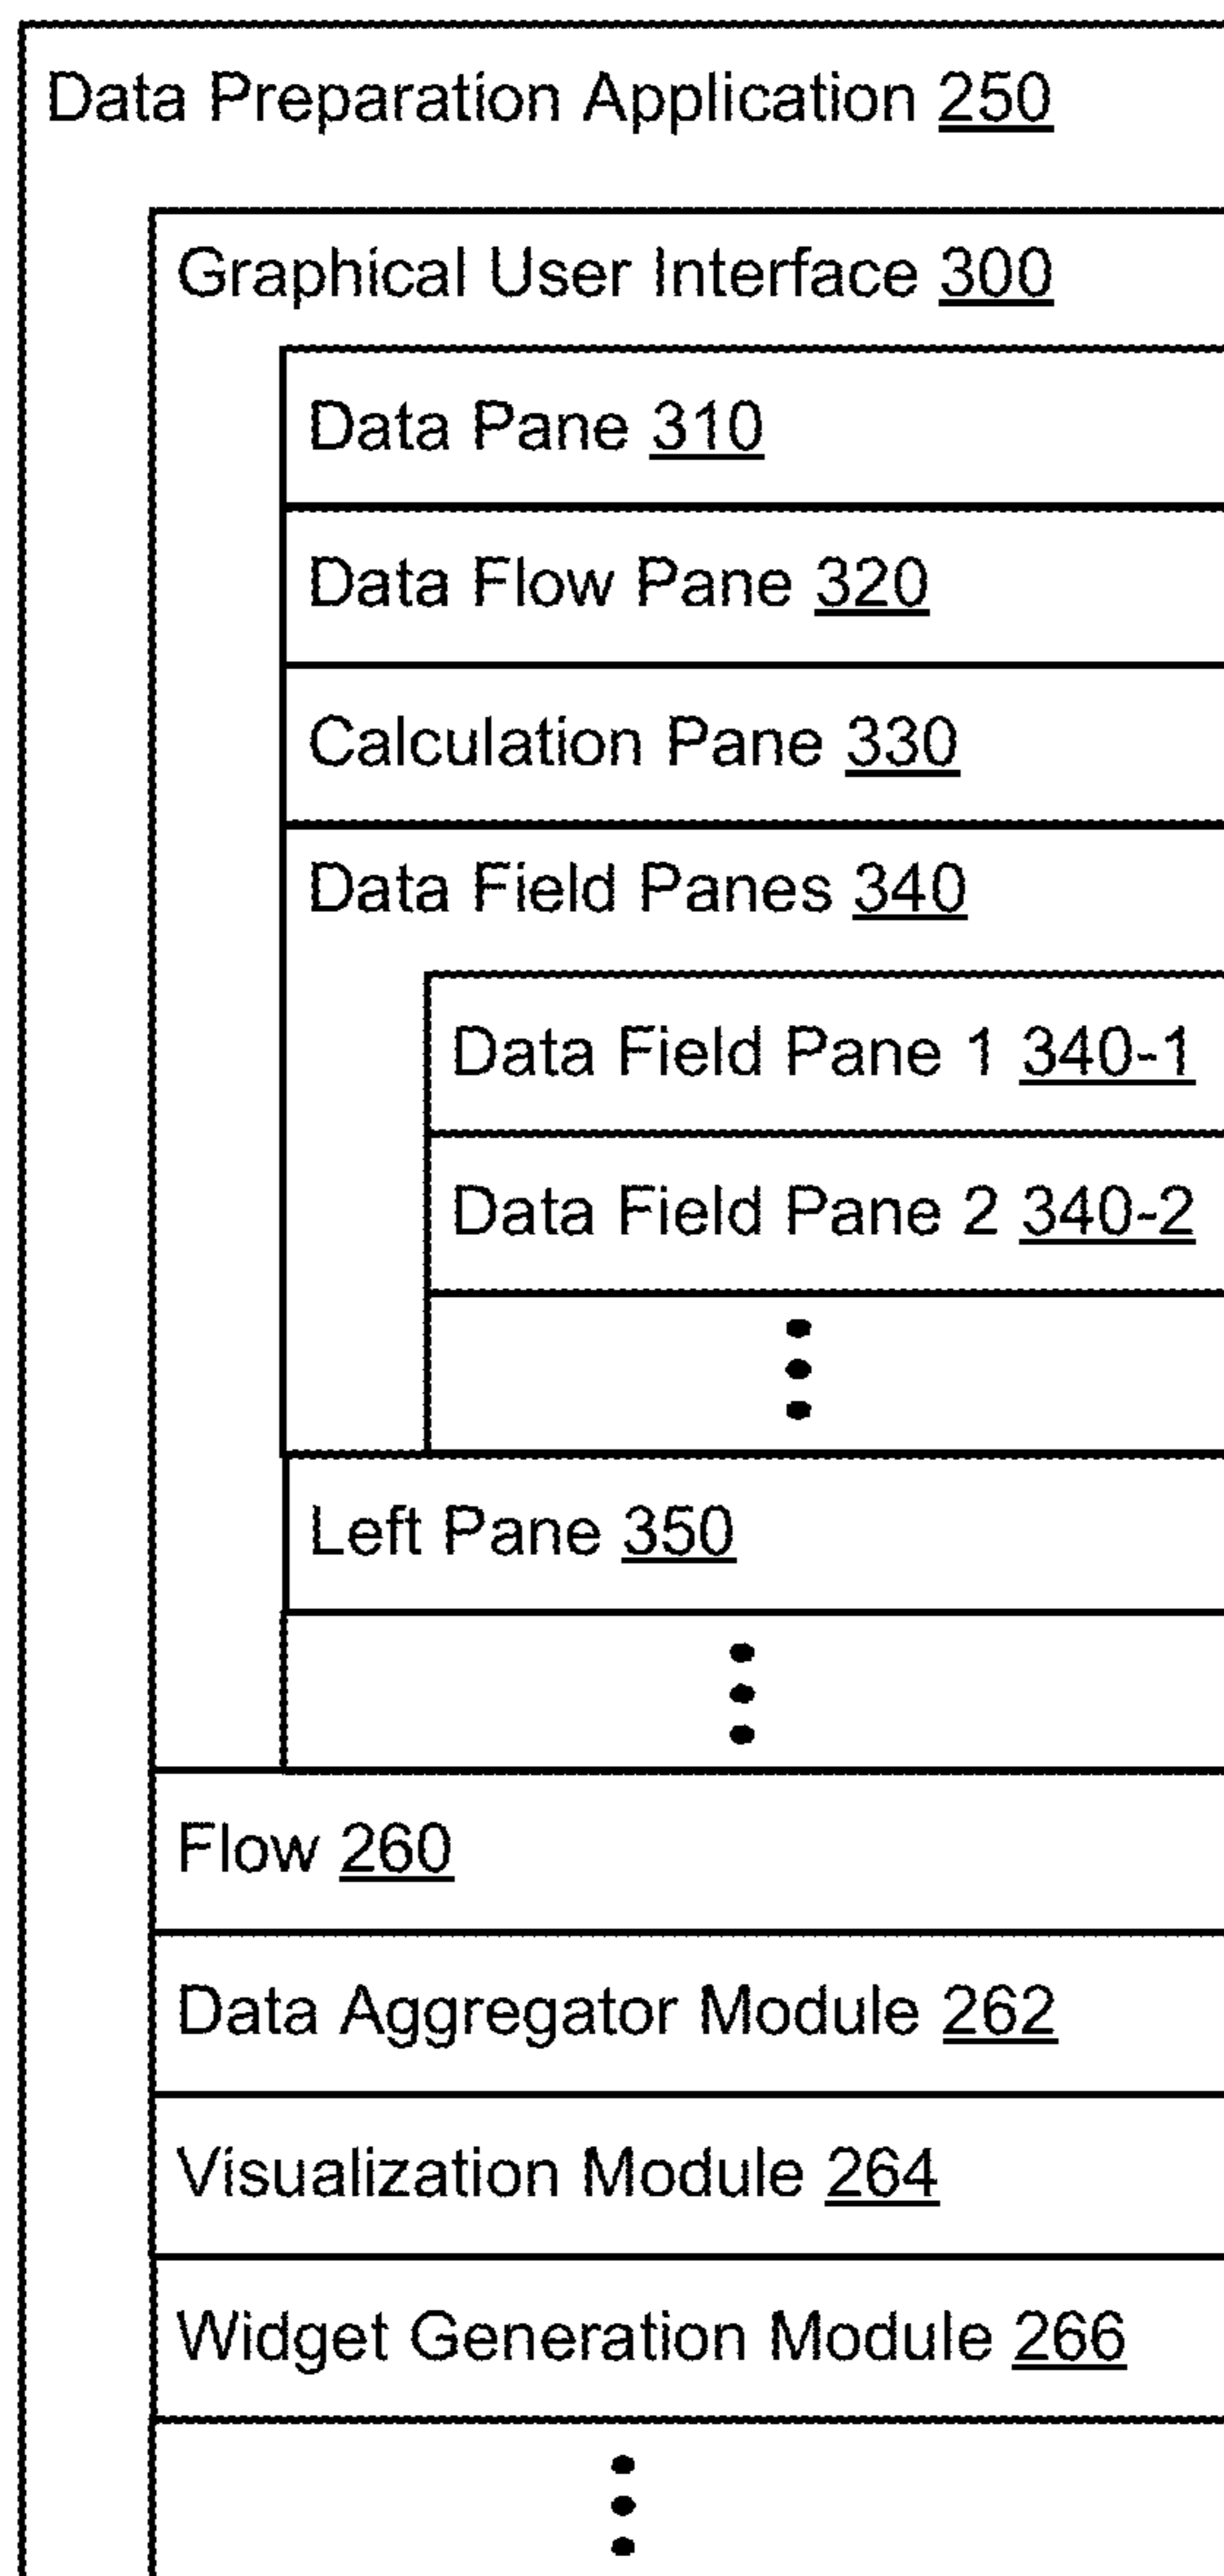 Data Preparation Application 250
Graphical User Interface 300
Data Pane 310
Data Flow Pane 320
Calculation Pane 330
Data Field Panes 340
Data Field Pane 1 340-1
Data Field Pane 2 340-2
Left Pane 350
Flow 260
Data Aggregator Module 262
Visualization Module 264
Widget Generation Module 266